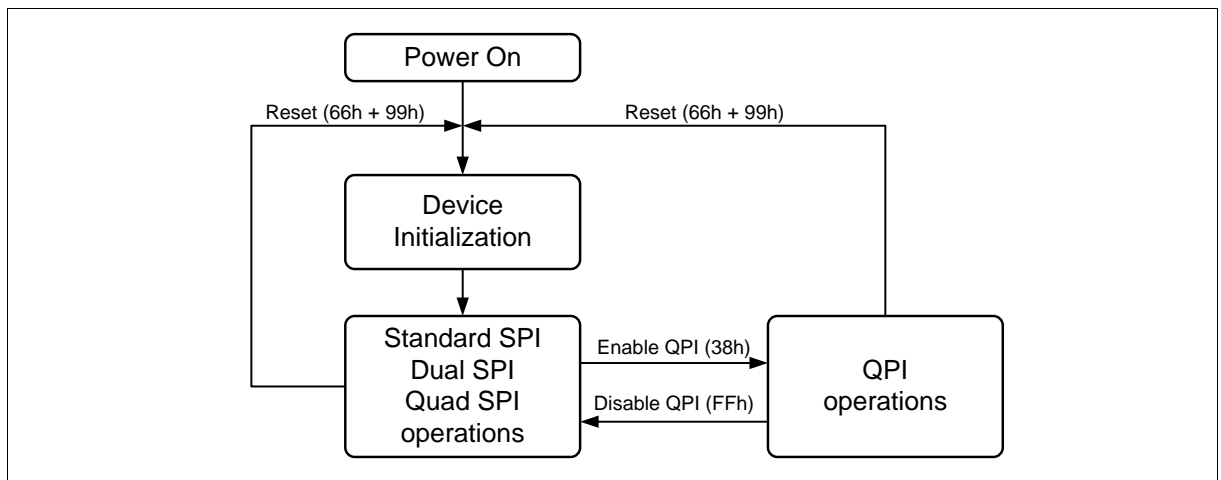 Power On
Reset (66h + 99h)
Reset (66h + 99h)
Device
Initialization
Standard SPI
Dual SPI
Quad SPI
operations
Enable QPI (38h)
Disable QPI (FFh)
QPI
operations